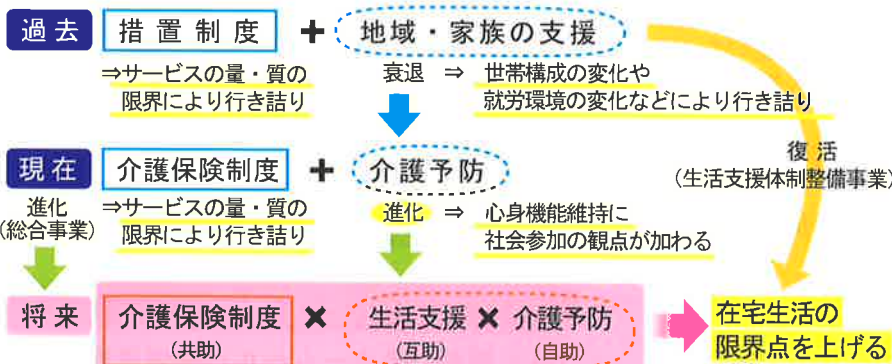 過去 措置制度 + 地域・家族の支援
⇒サービスの量・質の 衰退 ⇒ 世帯構成の変化や
限界により行き詰り 就労環境の変化などにより行き詰り
復活
(生活支援体制整備事業)
現在 介護保険制度 + 介護予防
進化 ⇒サービスの量・質の 進化 ⇒ 心身機能維持に
(総合事業) 限界により行き詰り 社会参加の観点が加わる
将来 介護保険制度 × 生活支援 × 介護予防 在宅生活の
(共助) (互助) (自助) 限界点を上げる